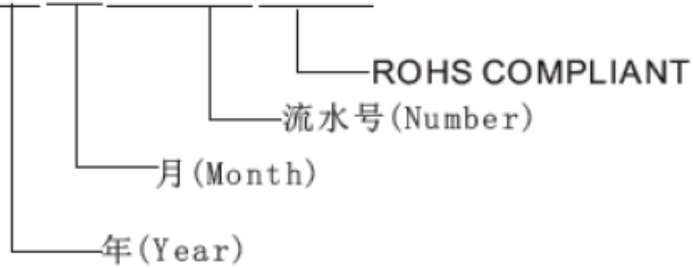 ROHS COMPLIANT
流水号(Number)
月(Month)
年(Year)